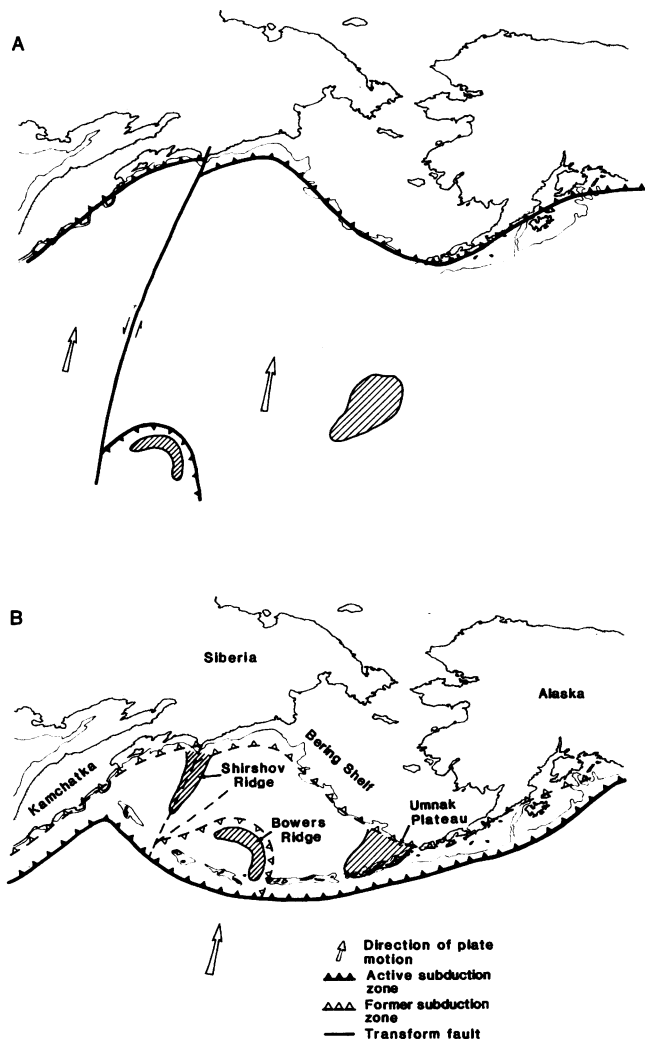 A
B
Siberia
Alaska
Kamchatka
Bering Shelf
Shirshov
Ridge
Bowers
Ridge
Umnak
Plateau
Direction of plate
motion
Active subduction
zone
Former subduction
zone
Transform fault